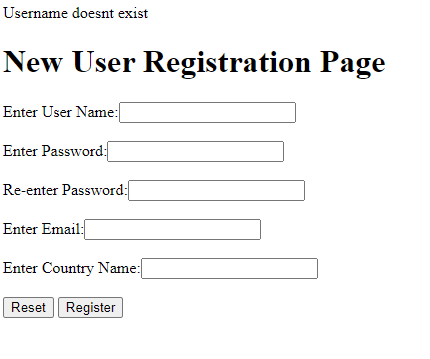 Username doesnt exist
New User Registration Page
Enter User Name:
Enter Password:
Re-enter Password:
Enter Email:
Enter Country Name:
Reset Register